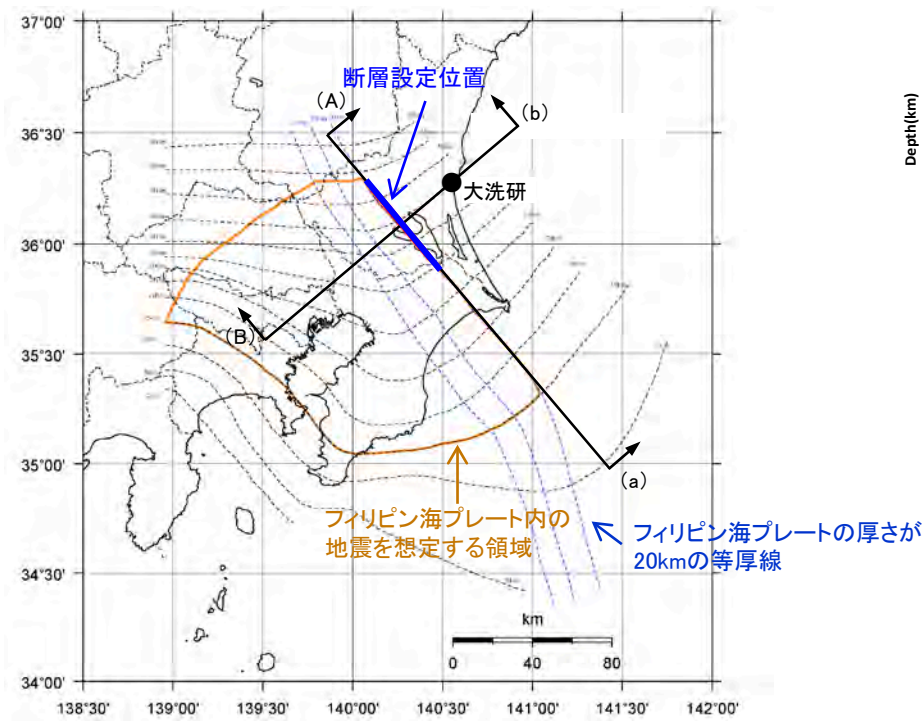 37°00'
断層設定位置
Depth(km)
(A)
(b)
36°30'
大洗研
36°00'
(B)
35°30'
35°00'
(a)
フィリピン海プレート内の
地震を想定する領域
フィリピン海プレートの厚さが
20kmの等厚線
34°30'
km
0 40 80
34°00'
138°30' 139°00' 139°30' 140°00' 140°30' 141°00' 141°30' 142°00'